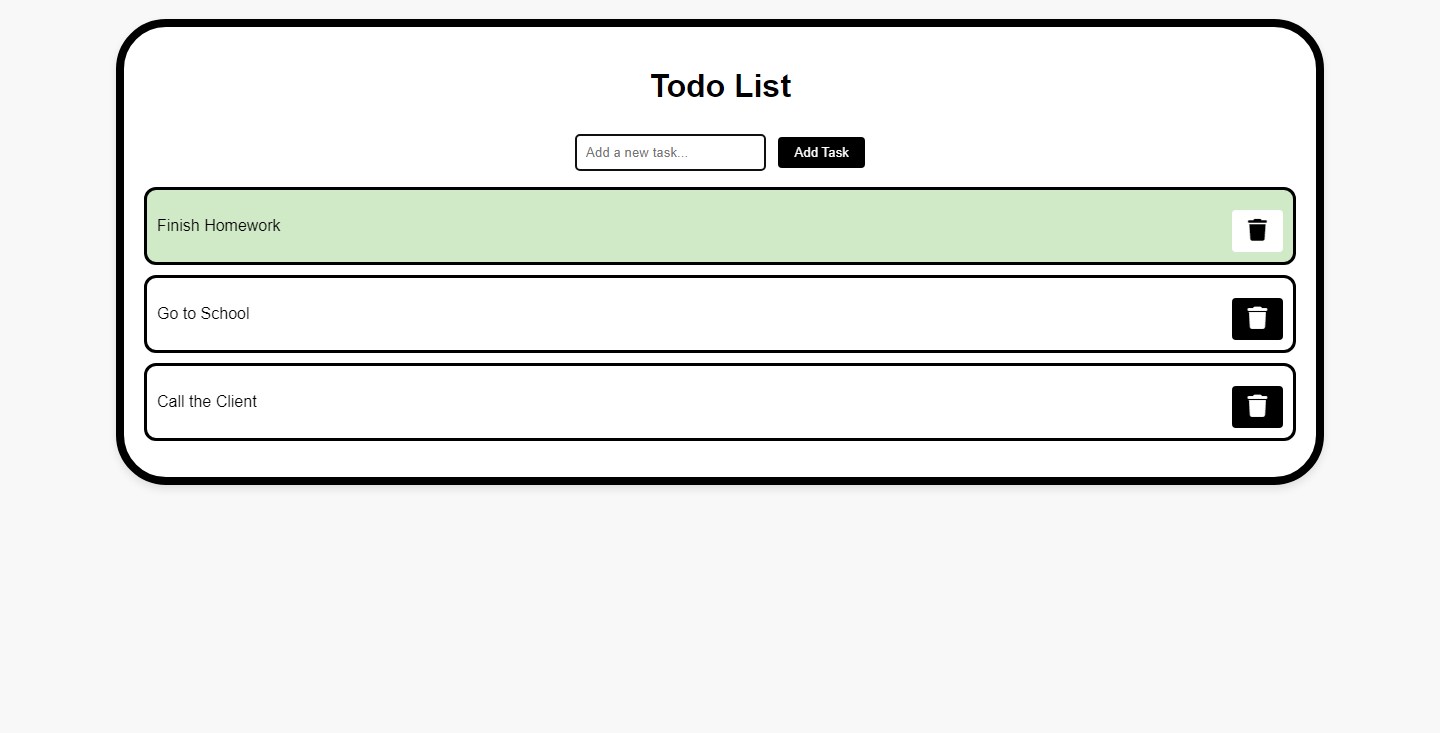 Todo List
Add a new task...
Add Task
Finish Homework
Go to School
Call the Client